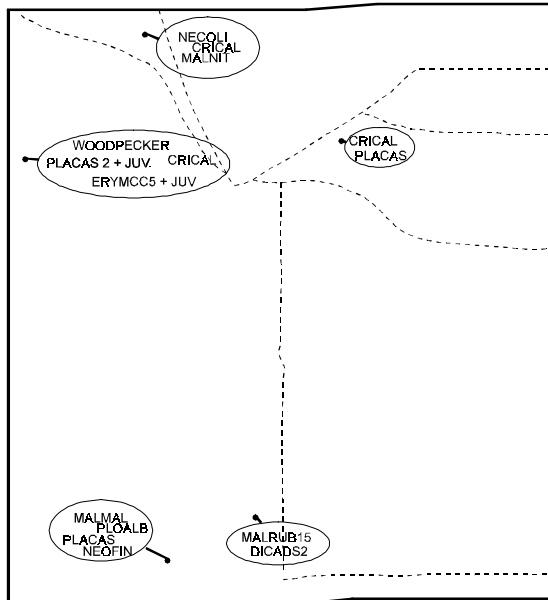 NECOLI
CRICAL
MALNIT
WOODPECKER
PLACAS 2 + JUV. CRICAL
ERYMCC5 + JUV
CRICAL
PLACAS
MALMAL
PLOALB
PLACAS
NEOFIN
MALRUB15
DICADS2